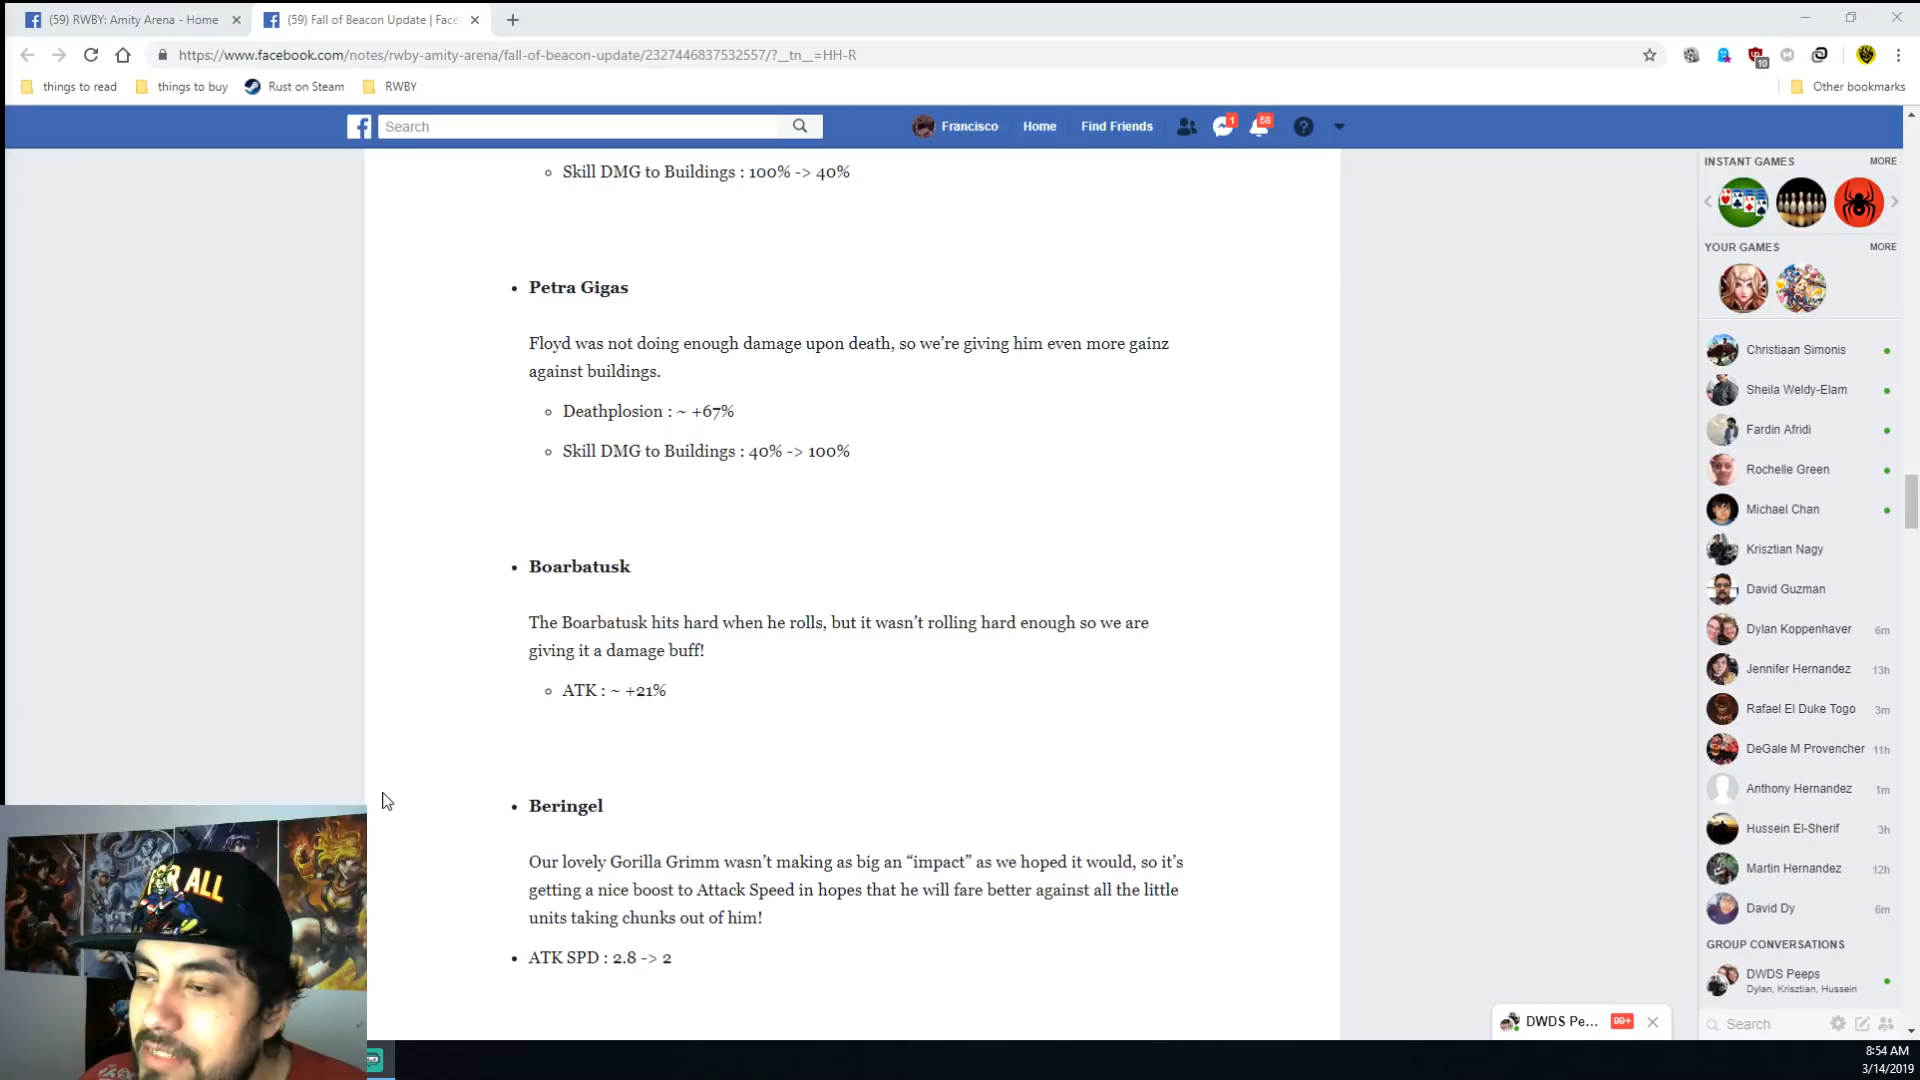 (59) RWBY: Amity Arena - Home
(59) Fall of Beacon Update | Face
https://www.facebook.com/notes/rwby-amity-arena/fall-of-beacon-update/2327446837532557/?__tn__=HH-R
10
things to read
things to buy
Rust on Steam
RWBY
Other bookmarks
Search
Francisco
Home
Find Friends
1
58
Skill DMG to Buildings : 100% -> 40%
Petra Gigas
Floyd was not doing enough damage upon death, so we’re giving him even more gainz
against buildings.
Deathplosion : ~ +67%
Skill DMG to Buildings : 40% -> 100%
Boarbatusk
The Boarbatusk hits hard when he rolls, but it wasn’t rolling hard enough so we are
giving it a damage buff!
ATK : ~ +21%
Beringel
Our lovely Gorilla Grimm wasn’t making as big an “impact” as we hoped it would, so it’s
getting a nice boost to Attack Speed in hopes that he will fare better against all the little
units taking chunks out of him!
ATK SPD : 2.8 -> 2
INSTANT GAMES
MORE
YOUR GAMES
MORE
Christiaan Simonis
Sheila Weldy-Elam
Fardin Afridi
Rochelle Green
Michael Chan
Krisztian Nagy
David Guzman
Dylan Koppenhaver 6m
Jennifer Hernandez 13h
Rafael El Duke Togo 3m
DeGale M Provencher 11h
Anthony Hernandez 1m
Hussein El-Sherif 3h
Martin Hernandez 12h
David Dy 6m
GROUP CONVERSATIONS
DWDS Peeps
Dylan, Krisztian, Hussein
Search
DWDS Pe... 99+
R ALL
8:54 AM
3/14/2019